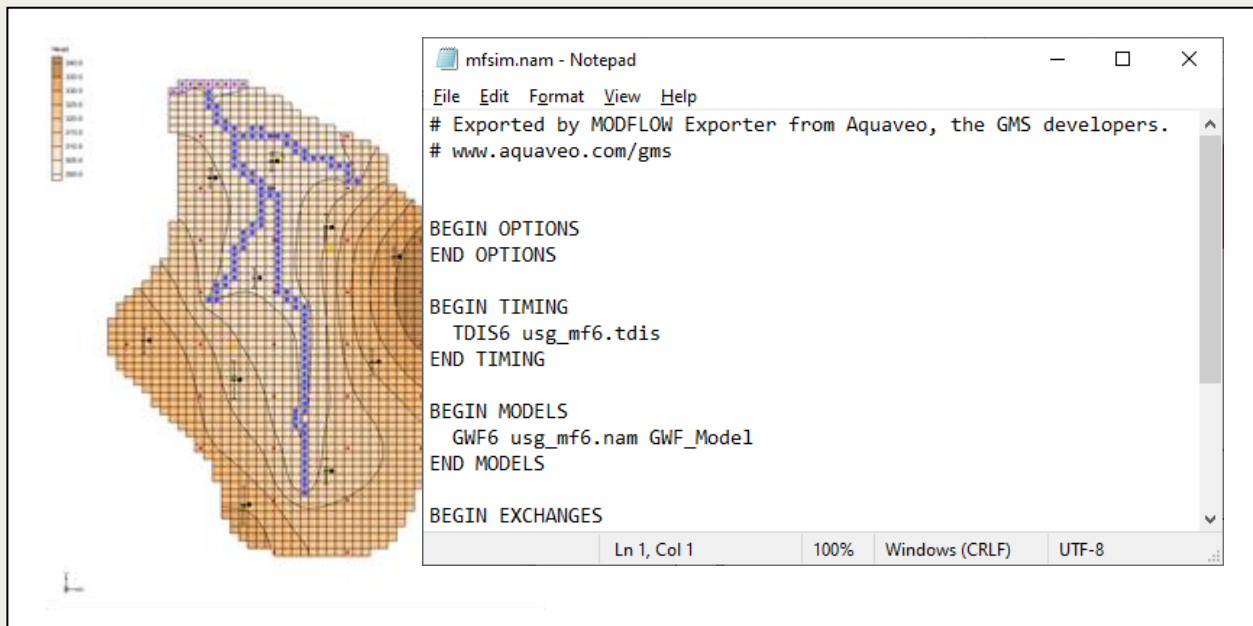 Head
mfsim.nam - Notepad
File Edit Format View Help
# Exported by MODFLOW Exporter from Aquaveo, the GMS developers.
# www.aquaveo.com/gms
BEGIN OPTIONS
END OPTIONS
BEGIN TIMING
  TDIS6 usg_mf6.tdis
END TIMING
BEGIN MODELS
  GWF6 usg_mf6.nam GWF_Model
END MODELS
BEGIN EXCHANGES
Ln 1, Col 1 100% Windows (CRLF) UTF-8